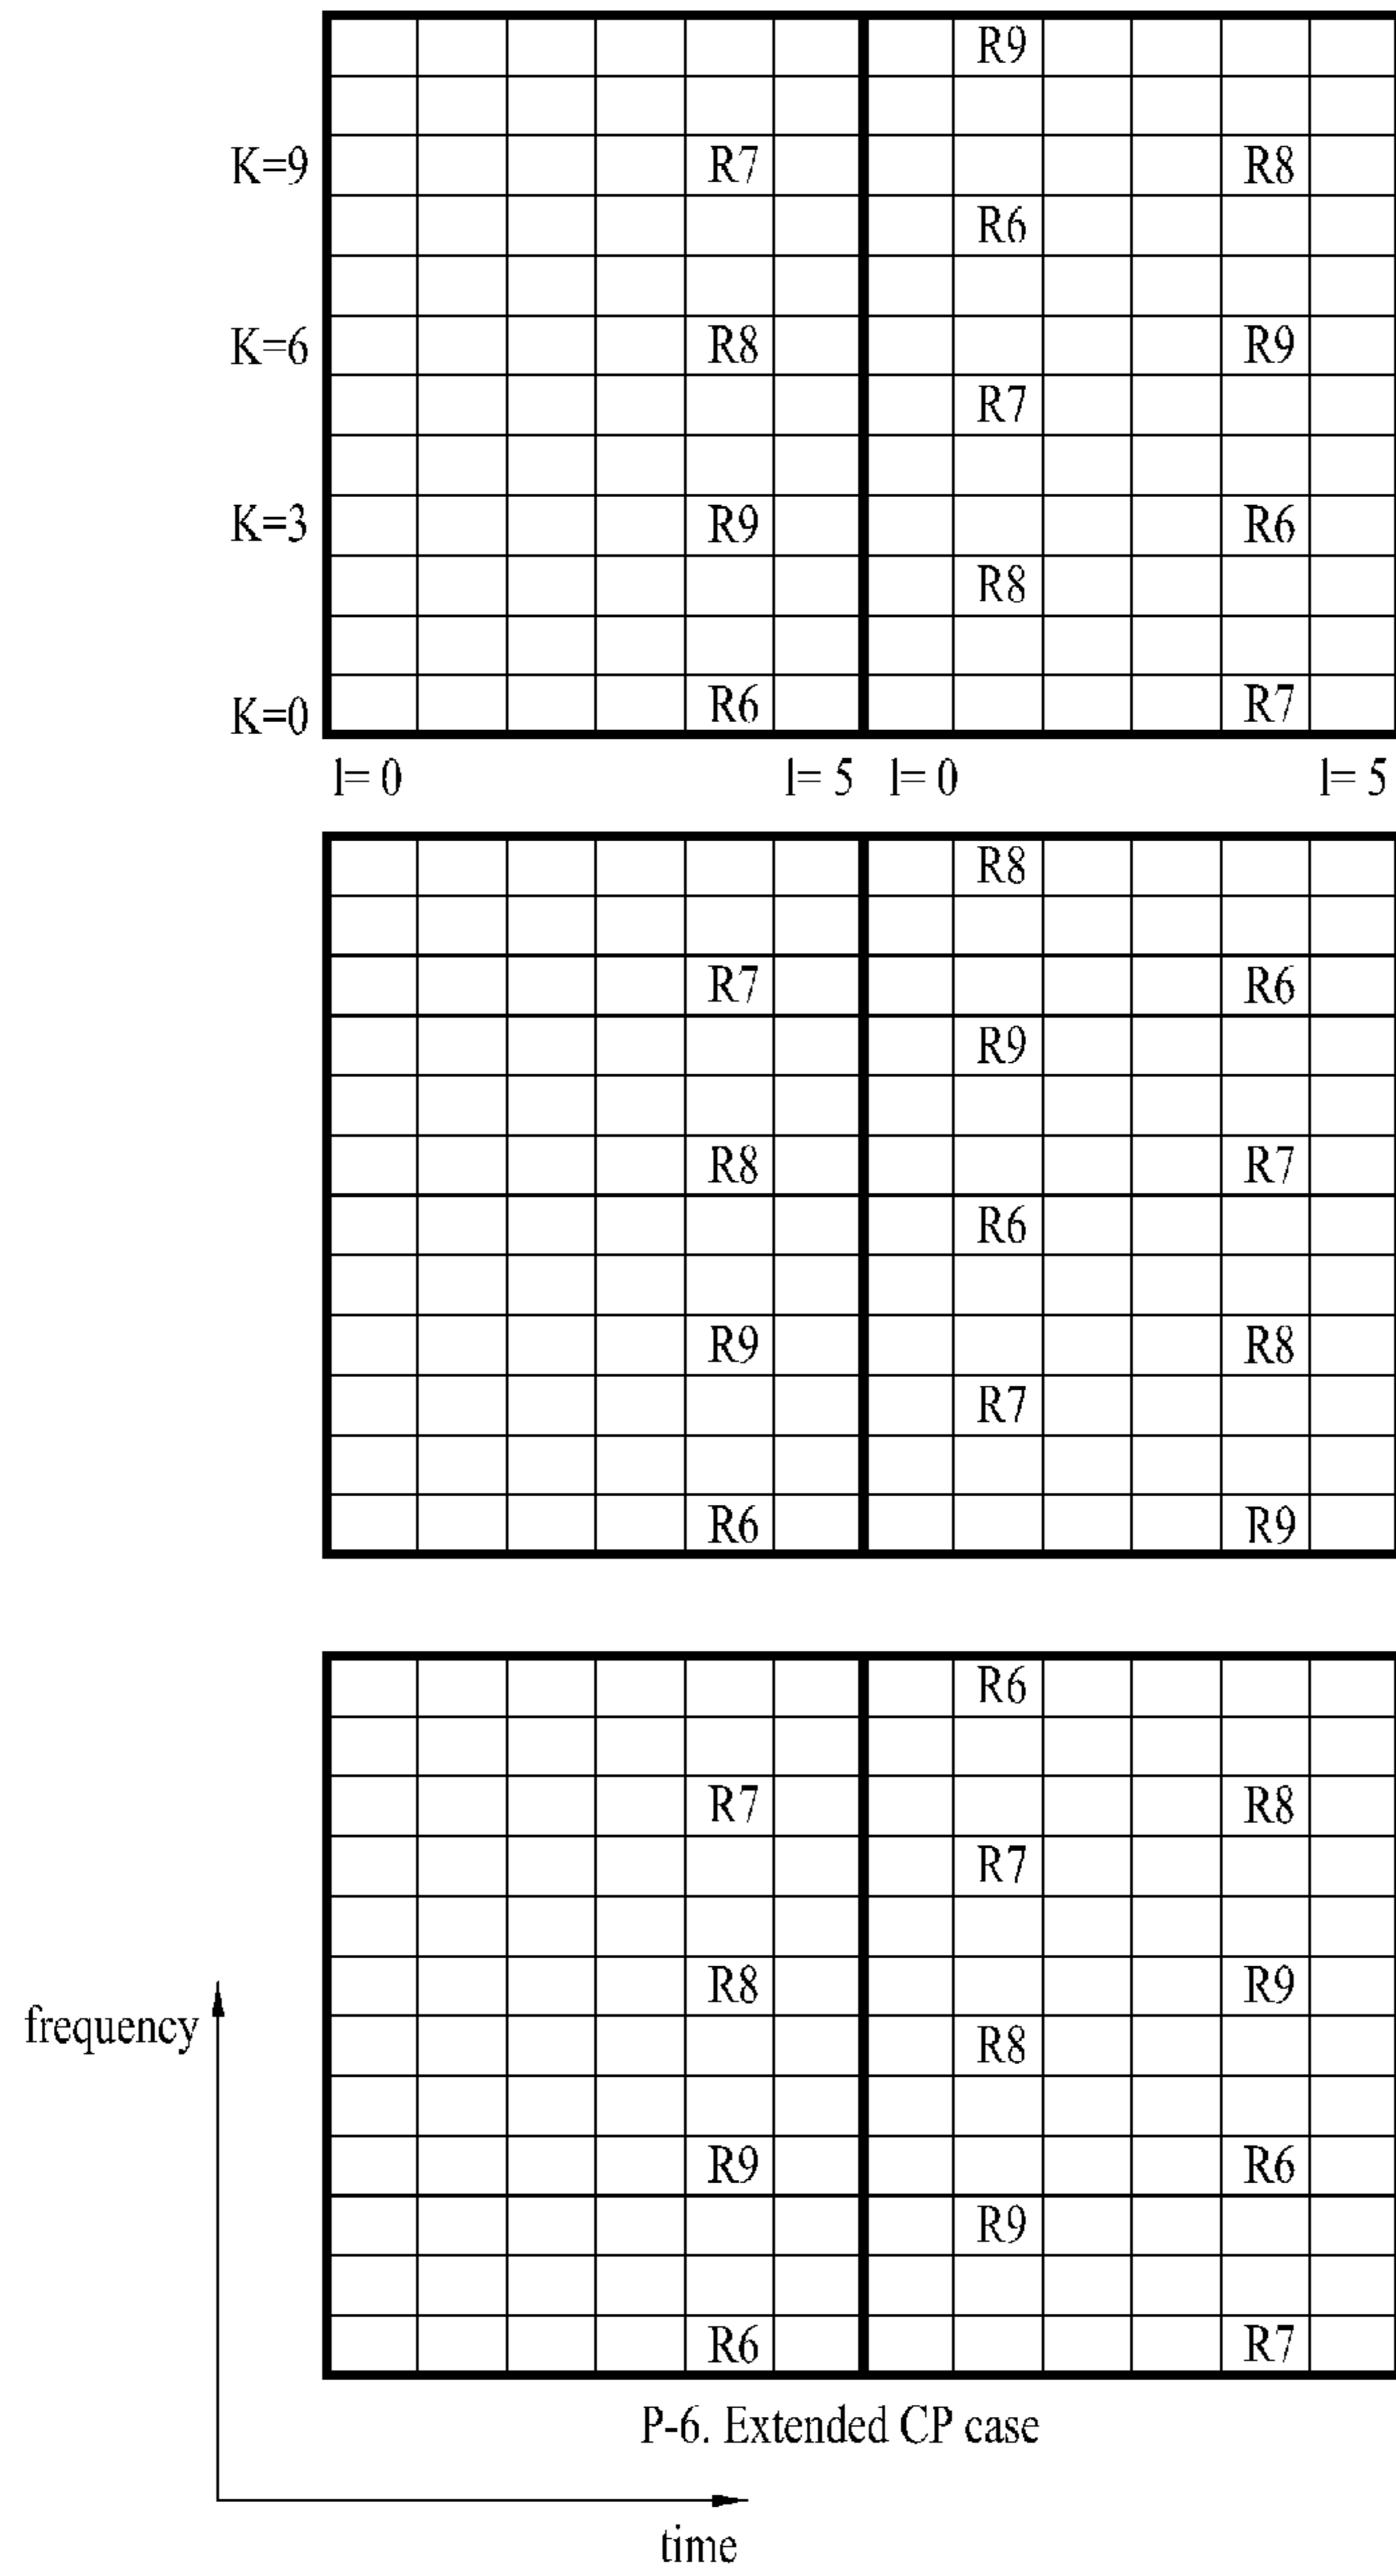 R9
K=9 R7 R8
R6
K=6 R8 R9
R7
K=3 R9 R6
R8
K=0 R6 R7
l= 0 l= 5 l= 0 l= 5
R8
R7 R6
R9
R8 R7
R6
R9 R8
R7
R6 R9
R6
R7 R8
R7
R8 R9
frequency
R8
R9 R6
R9
R6 R7
P-6. Extended CP case
time